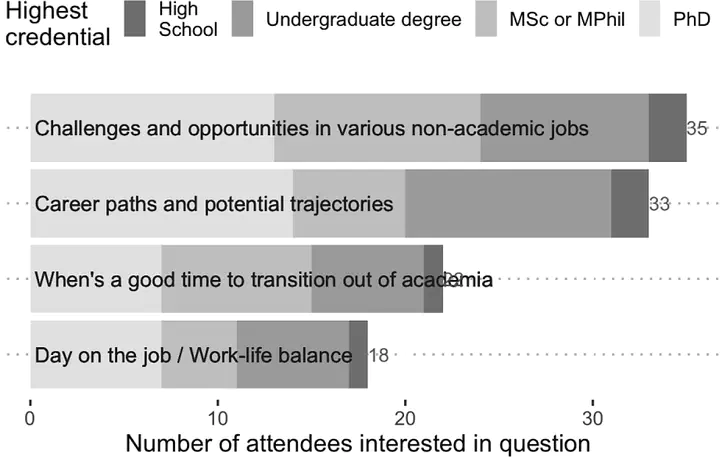 Highest
credential
High
School
Undergraduate degree
MSc or MPhil
PhD
Challenges and opportunities in various non-academic jobs 35
Career paths and potential trajectories 33
When's a good time to transition out of academia 22
Day on the job / Work-life balance 18
0 10 20 30
Number of attendees interested in question